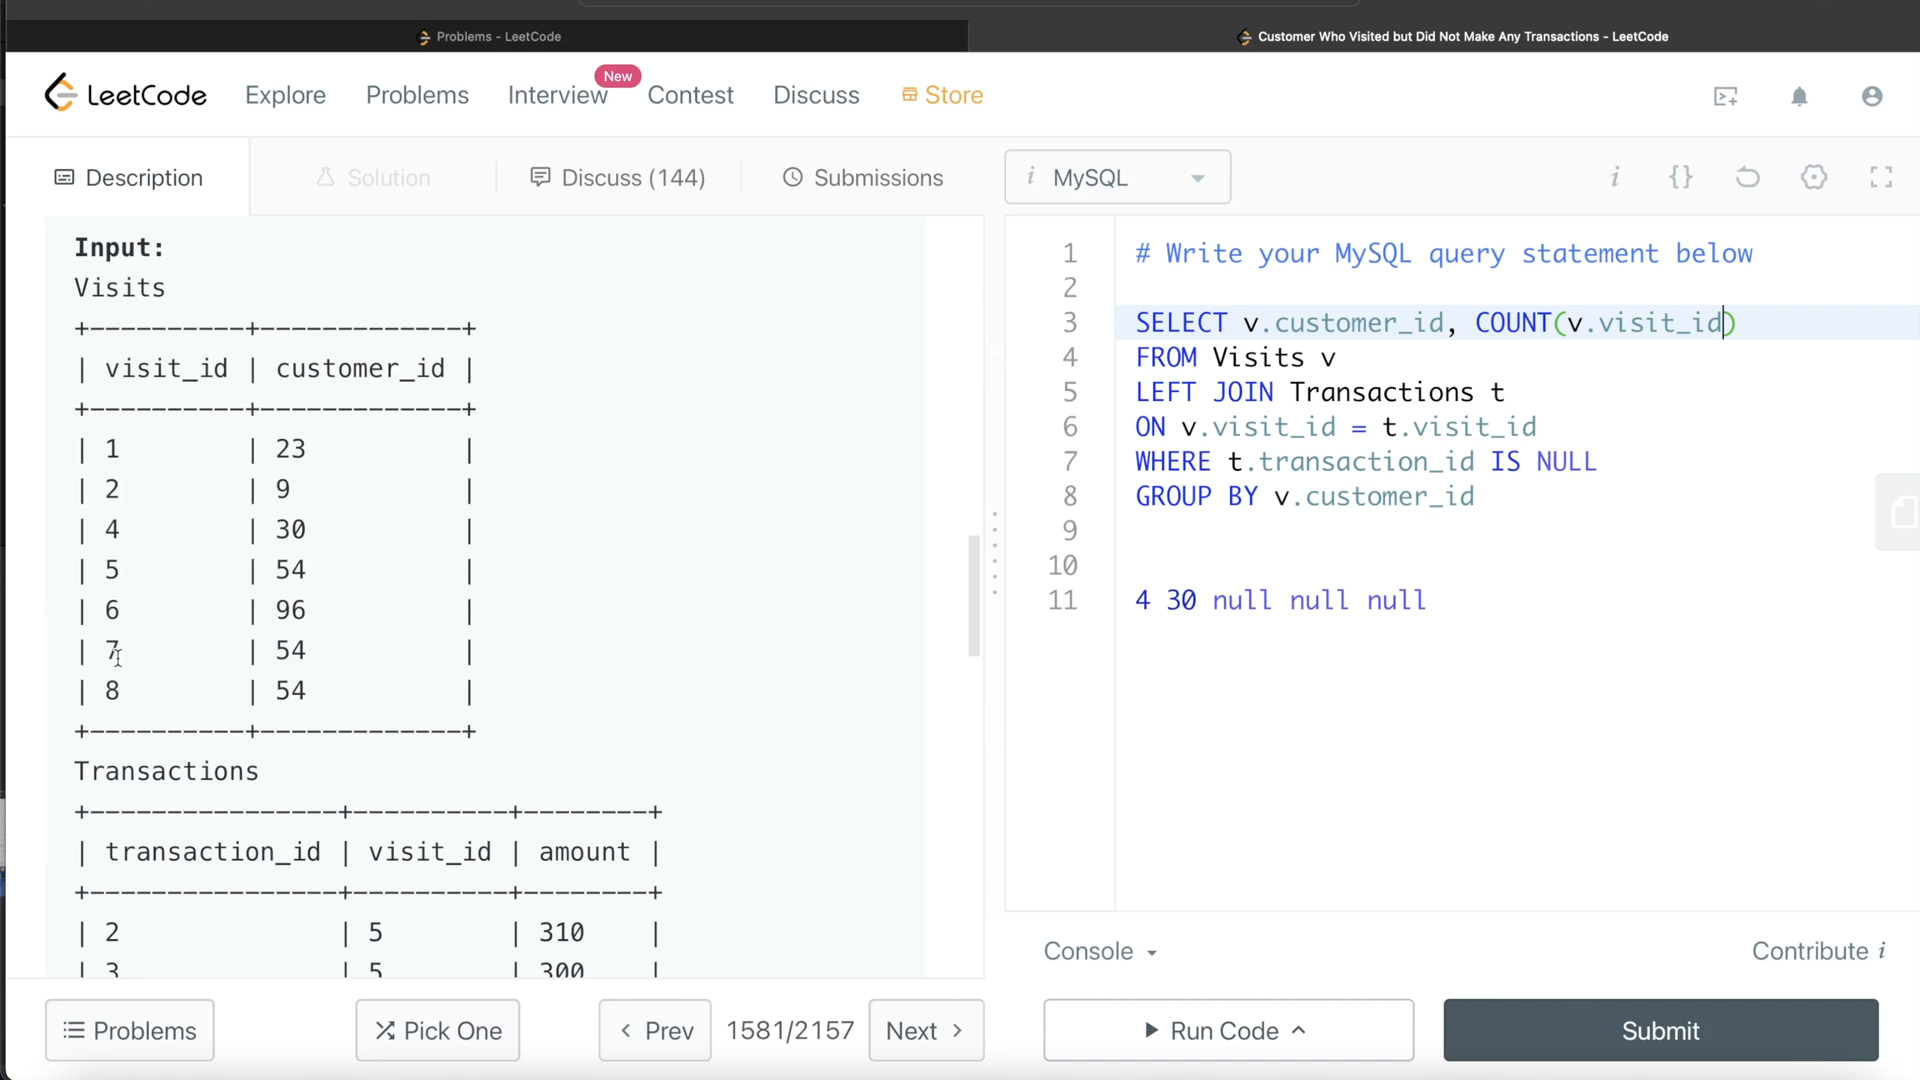 Problems - LeetCode
Customer Who Visited but Did Not Make Any Transactions - LeetCode
LeetCode Explore Problems Interview New Contest Discuss Store
Description Solution Discuss (144) Submissions
i MySQL
i {}
Input:
Visits
+----------+-------------+
| visit_id | customer_id |
+----------+-------------+
| 1 | 23 |
| 2 | 9 |
| 4 | 30 |
| 5 | 54 |
| 6 | 96 |
| 7 | 54 |
| 8 | 54 |
+----------+-------------+
Transactions
+----------------+----------+--------+
| transaction_id | visit_id | amount |
+----------------+----------+--------+
| 2 | 5 | 310 |
| 3 | 5 | 300 |
1 # Write your MySQL query statement below
2
3 SELECT v.customer_id, COUNT(v.visit_id)
4 FROM Visits v
5 LEFT JOIN Transactions t
6 ON v.visit_id = t.visit_id
7 WHERE t.transaction_id IS NULL
8 GROUP BY v.customer_id
9
10
11 4 30 null null null
Console
Contribute i
Problems
Pick One
Prev
1581/2157
Next
Run Code
Submit